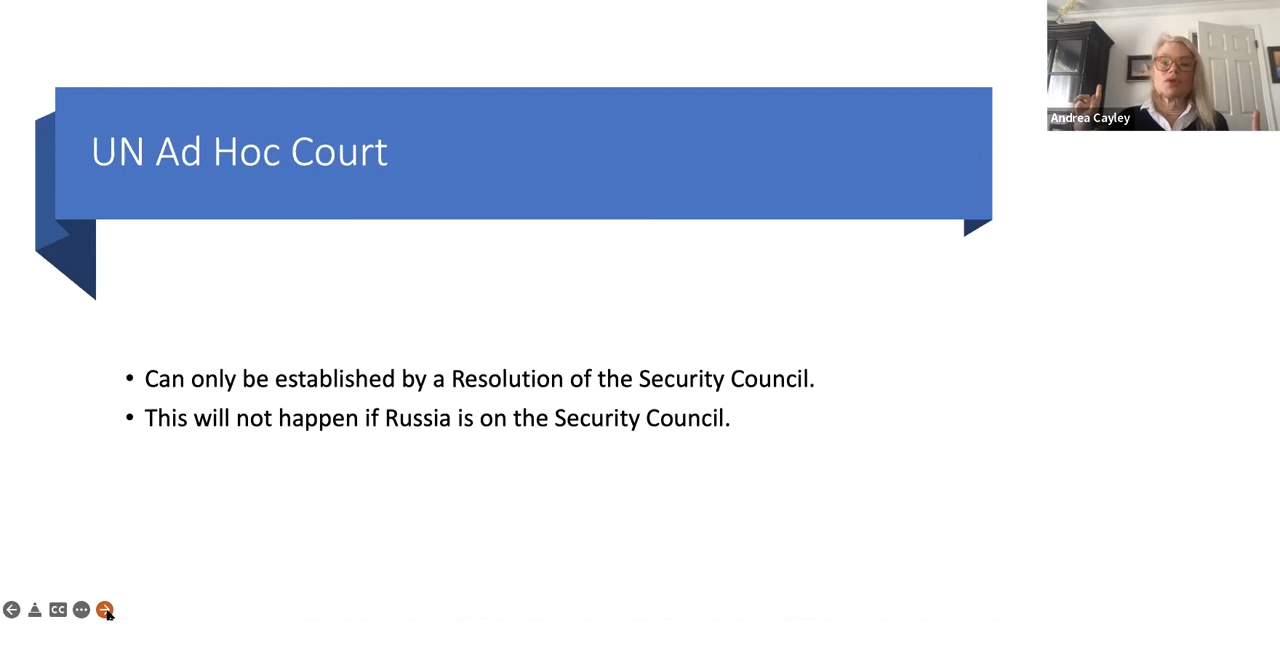 UN Ad Hoc Court
Andrea Cayley
• Can only be established by a Resolution of the Security Council.
• This will not happen if Russia is on the Security Council.
CC